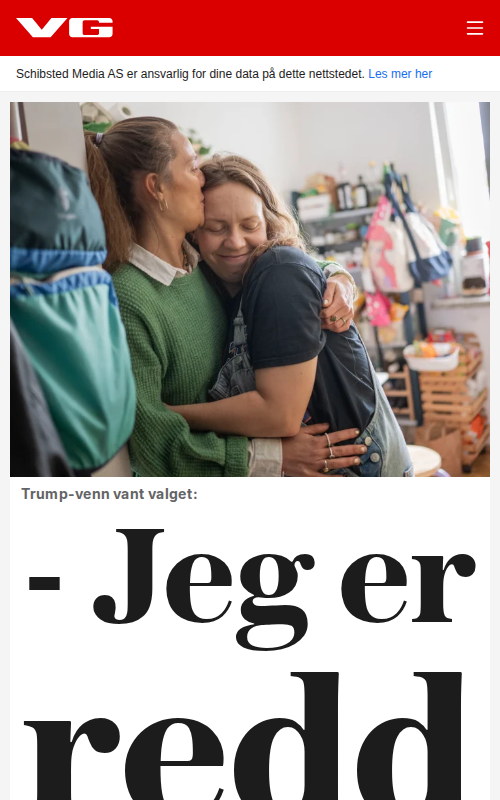 VG
Schibsted Media AS er ansvarlig for dine data på dette nettstedet. Les mer her
Trump-venn vant valget:
- Jeg er
redd